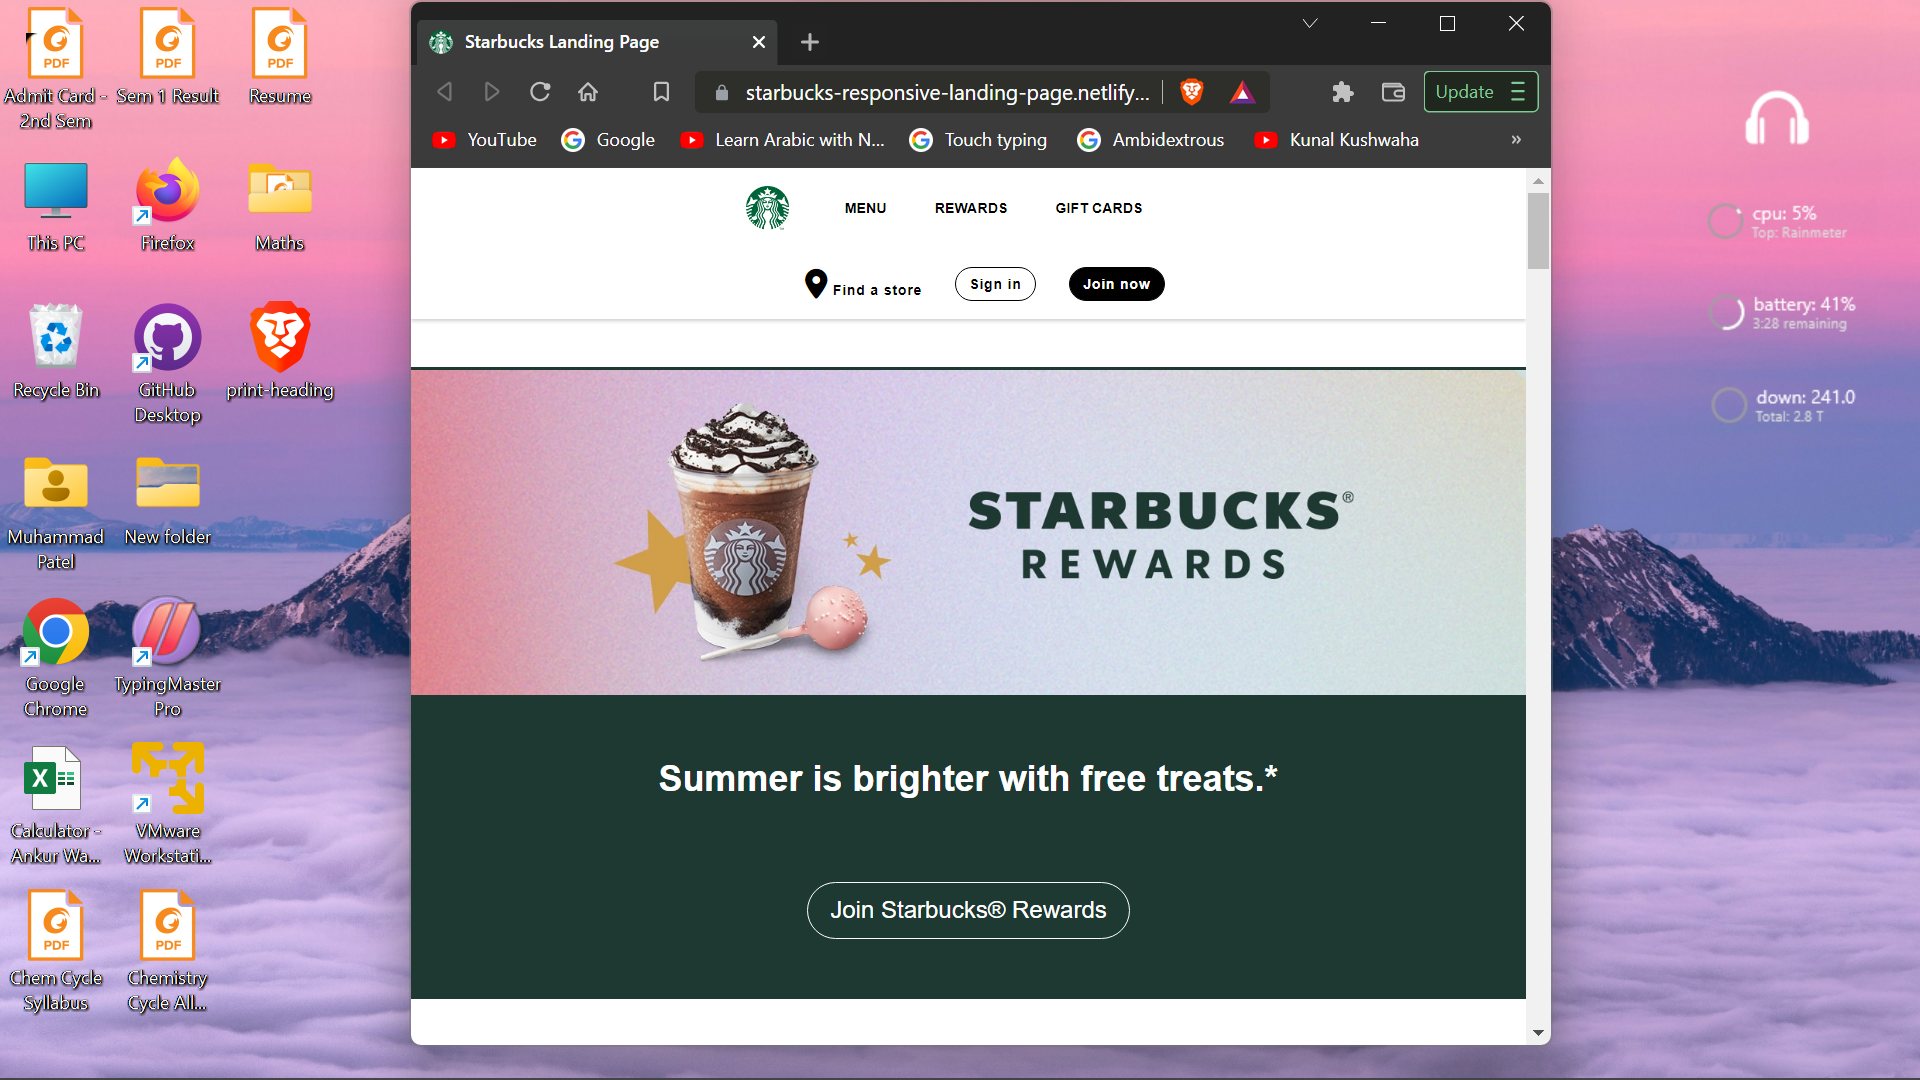 Admit Card -
2nd Sem
Sem 1 Result
Resume
This PC
Firefox
Maths
Recycle Bin
GitHub
Desktop
print-heading
Muhammad
Patel
New folder
Google
Chrome
TypingMaster
Pro
Calculator -
Ankur Wa...
VMware
Workstati...
Chem Cycle
Syllabus
Chemistry
Cycle All...
PDF
PDF
PDF
PDF
PDF
X
Starbucks Landing Page
starbucks-responsive-landing-page.netlify...
Update
YouTube
Google
Learn Arabic with N...
Touch typing
Ambidextrous
Kunal Kushwaha
»
MENU
REWARDS
GIFT CARDS
Find a store
Sign in
Join now
STARBUCKS®
REWARDS
Summer is brighter with free treats.*
Join Starbucks® Rewards
cpu: 5%
Top: Rainmeter
battery: 41%
3:28 remaining
down: 241.0
Total: 2.8 T